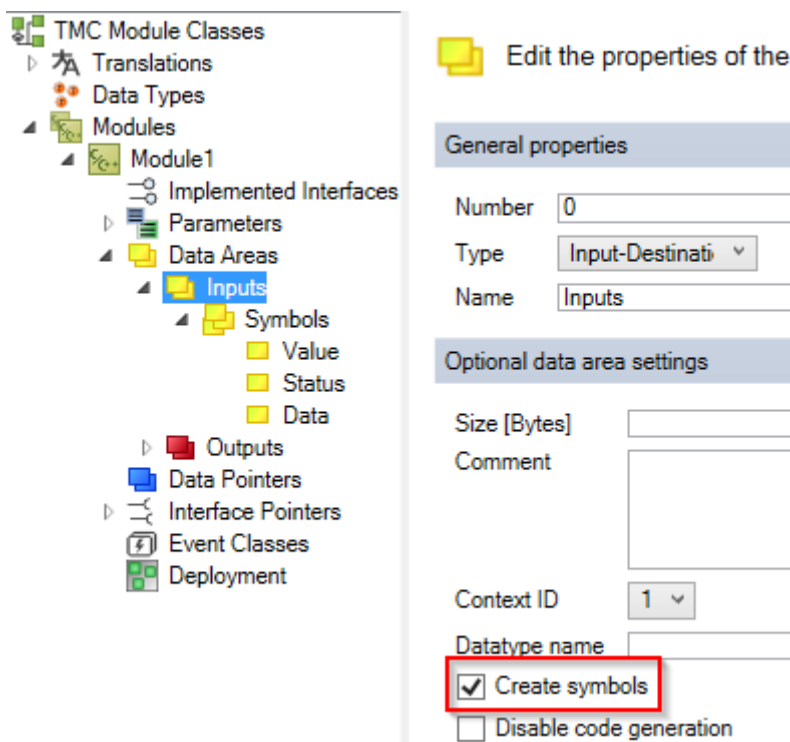 TMC Module Classes
Translations
Data Types
Modules
Module1
Implemented Interfaces
Parameters
Data Areas
Inputs
Symbols
Value
Status
Data
Outputs
Data Pointers
Interface Pointers
Event Classes
Deployment
Edit the properties of the
General properties
Number 0
Type Input-Destinati
Name Inputs
Optional data area settings
Size [Bytes]
Comment
Context ID 1
Datatype name
Create symbols
Disable code generation